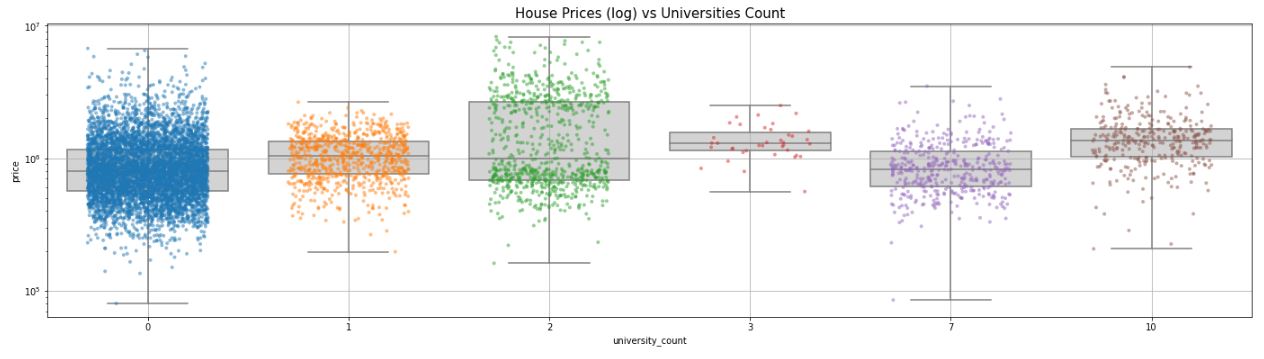 House Prices (log) vs Universities Count
10⁷
10⁶
10⁵
price
0 1 2 3 7 10
university_count